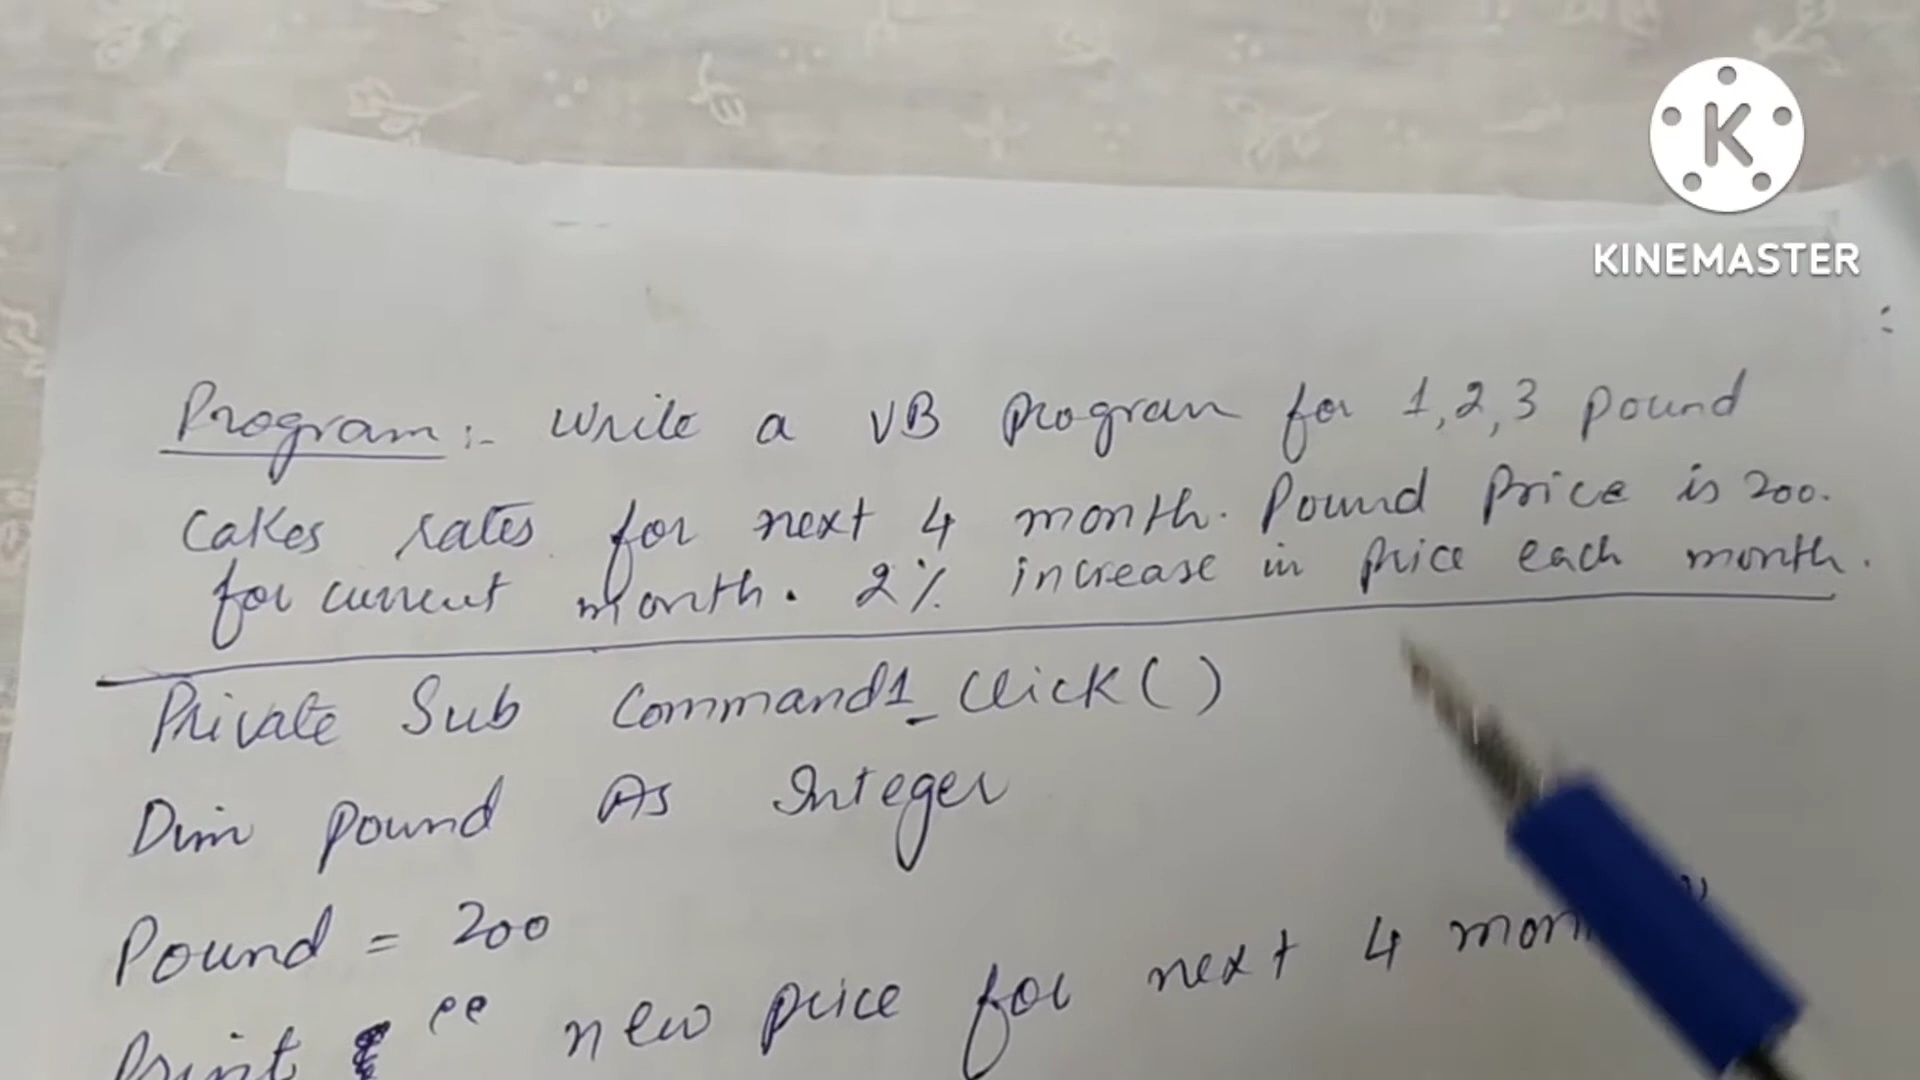 K
KINEMASTER
Program:- Write a VB Program for 1,2,3 Pound
Cakes rates for next 4 month. Pound Price is 200.
for current month. 2% increase in price each month.
Private Sub Command1_Click()
Dim pound As Integer
Pound = 200
Print " new price for next 4 mon